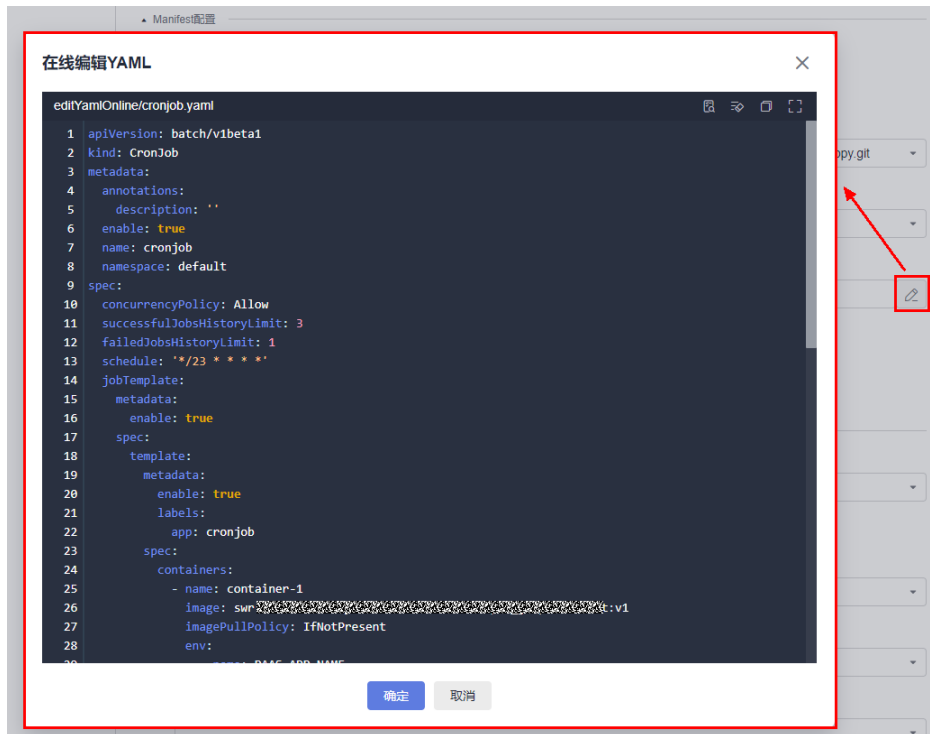 Manifest配置
在线编辑YAML
editYamlOnline/cronjob.yaml
1 apiVersion: batch/v1beta1
2 kind: CronJob
3 metadata:
4 annotations:
5 description: ''
6 enable: true
7 name: cronjob
8 namespace: default
9 spec:
10 concurrencyPolicy: Allow
11 successfulJobsHistoryLimit: 3
12 failedJobsHistoryLimit: 1
13 schedule: '*/23 * * * *'
14 jobTemplate:
15 metadata:
16 enable: true
17 spec:
18 template:
19 metadata:
20 enable: true
21 labels:
22 app: cronjob
23 spec:
24 containers:
25 - name: container-1
26 image: swr t:v1
27 imagePullPolicy: IfNotPresent
28 env:
29 - name: PAAS_APP_NAME
确定 取消
opy.git